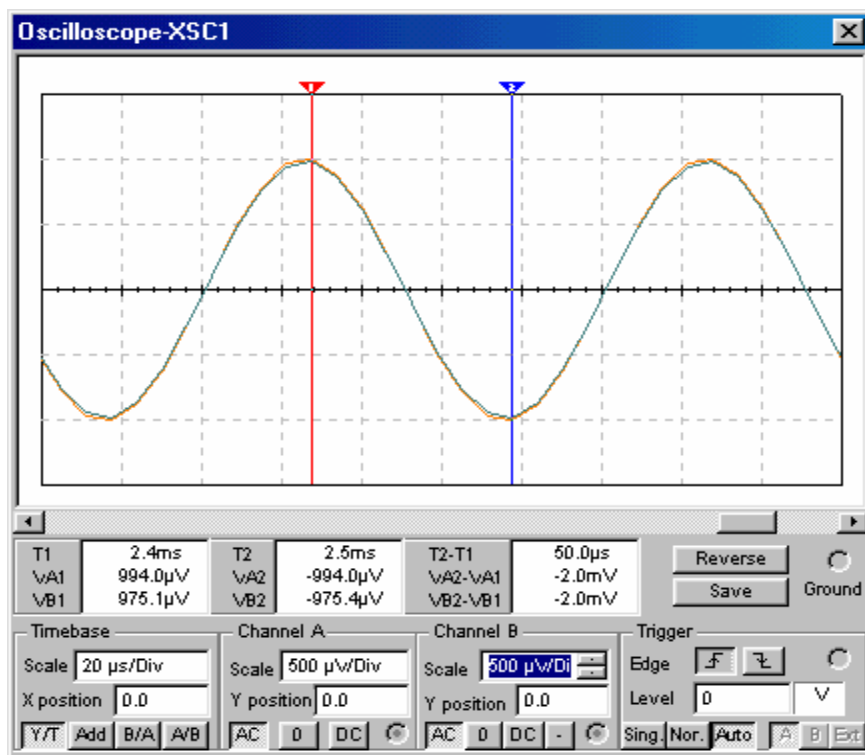 Oscilloscope-XSC1
1
2
T1 2.4ms T2 2.5ms T2-T1 50.0µs
VA1 994.0µV VA2 -994.0µV VA2-VA1 -2.0mV
VB1 975.1µV VB2 -975.4µV VB2-VB1 -2.0mV
Reverse
Save
Ground
Timebase Channel A Channel B Trigger
Scale 20 µs/Div Scale 500 µV/Div Scale 500 µV/Di Edge
X position 0.0 Y position 0.0 Y position 0.0 Level 0 V
Y/T Add B/A A/B AC 0 DC AC 0 DC - Sing. Nor. Auto A B Ext